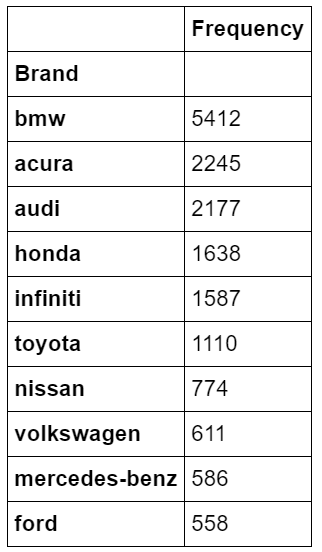 Frequency
Brand
bmw 5412
acura 2245
audi 2177
honda 1638
infiniti 1587
toyota 1110
nissan 774
volkswagen 611
mercedes-benz 586
ford 558